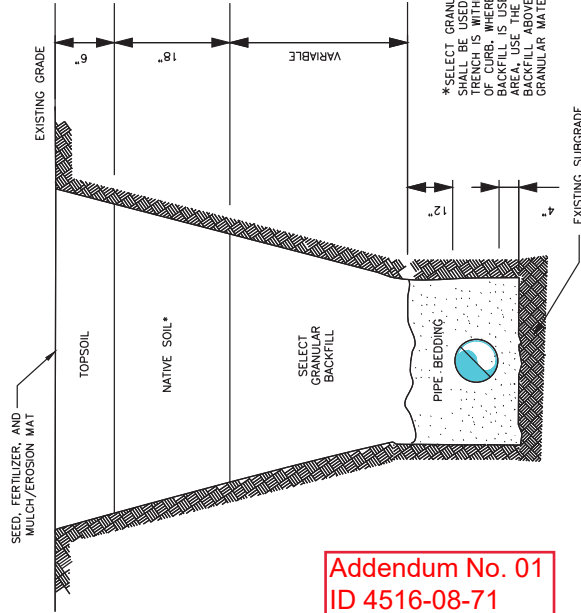 SEED, FERTILIZER, AND
MULCH/EROSION MAT
EXISTING GRADE
TOPSOIL
6"
NATIVE SOIL*
18"
SELECT
GRANULAR
BACKFILL
VARIABLE
PIPE BEDDING
12"
4"
EXISTING SUBGRADE
*SELECT GRANU
SHALL BE USED
TRENCH IS WITH
OF CURB. WHERE
BACKFILL IS USE
AREA, USE THE
BACKFILL ABOVE
GRANULAR MATE
Addendum No. 01
ID 4516-08-71